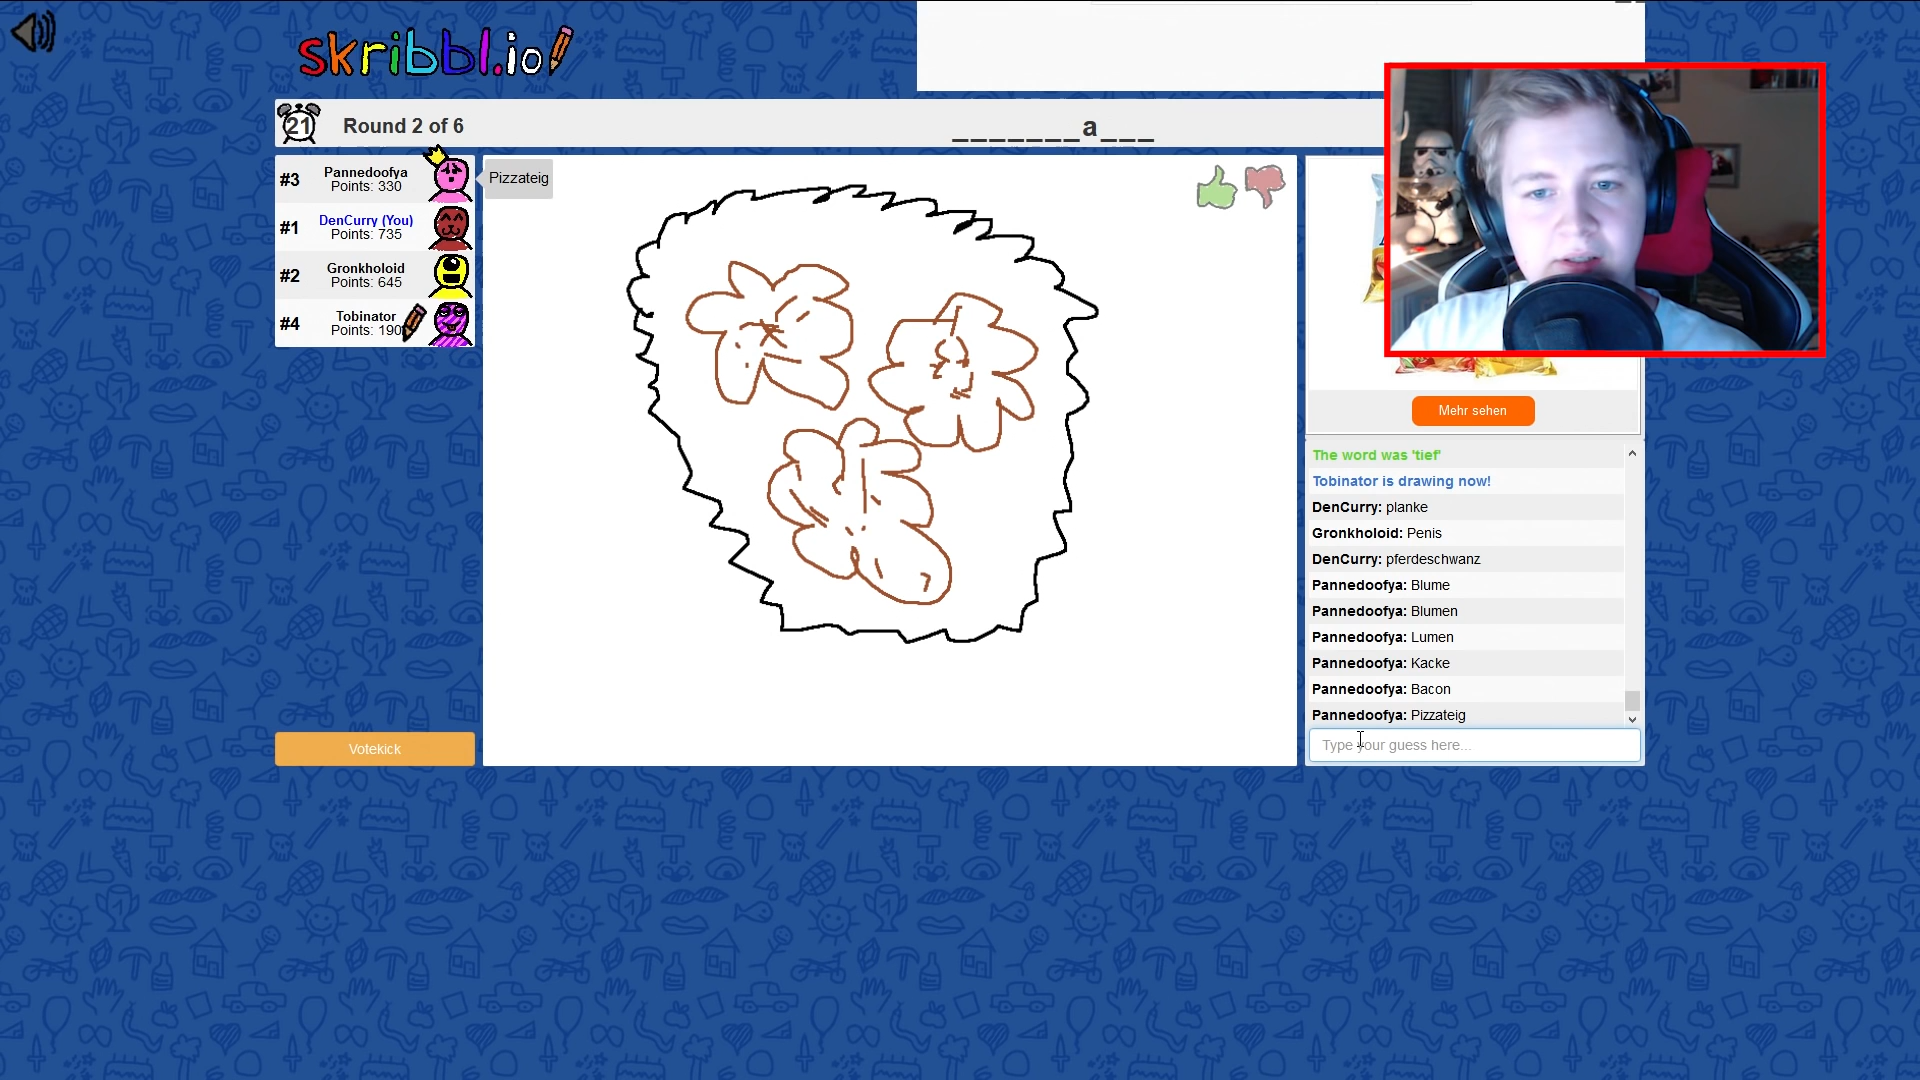 skribbl.io
21
Round 2 of 6
_______a___
#3
Pannedoofya
Points: 330
Pizzateig
#1
DenCurry (You)
Points: 735
#2
Gronkholoid
Points: 645
#4
Tobinator
Points: 190
Votekick
Mehr sehen
The word was 'tief'
Tobinator is drawing now!
DenCurry: planke
Gronkholoid: Penis
DenCurry: pferdeschwanz
Pannedoofya: Blume
Pannedoofya: Blumen
Pannedoofya: Lumen
Pannedoofya: Kacke
Pannedoofya: Bacon
Pannedoofya: Pizzateig
Type your guess here...